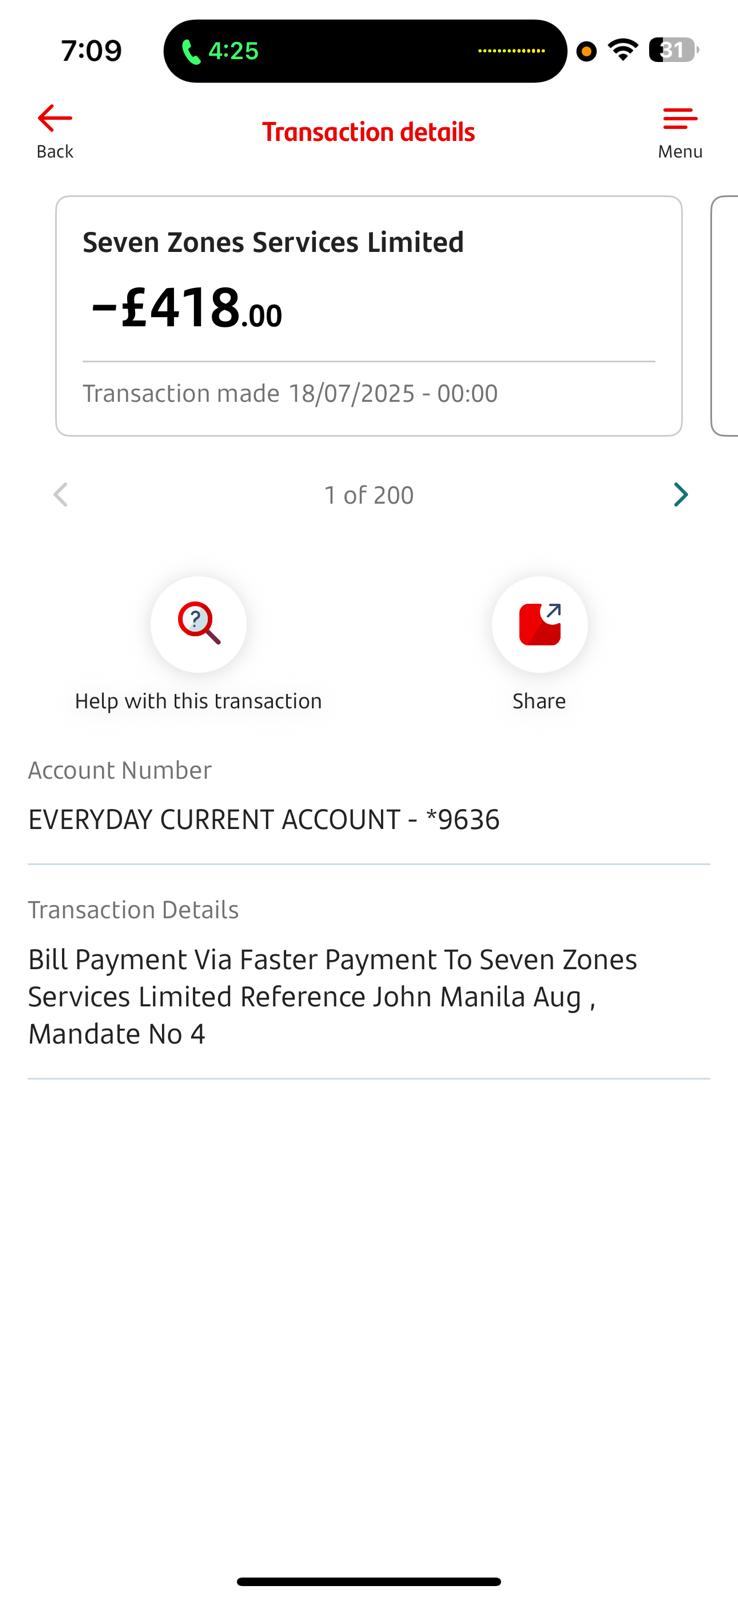 7:09
4:25
31
Back
Transaction details
Menu
Seven Zones Services Limited
-£418.00
Transaction made 18/07/2025 - 00:00
1 of 200
?
Help with this transaction
Share
Account Number
EVERYDAY CURRENT ACCOUNT - *9636
Transaction Details
Bill Payment Via Faster Payment To Seven Zones
Services Limited Reference John Manila Aug ,
Mandate No 4